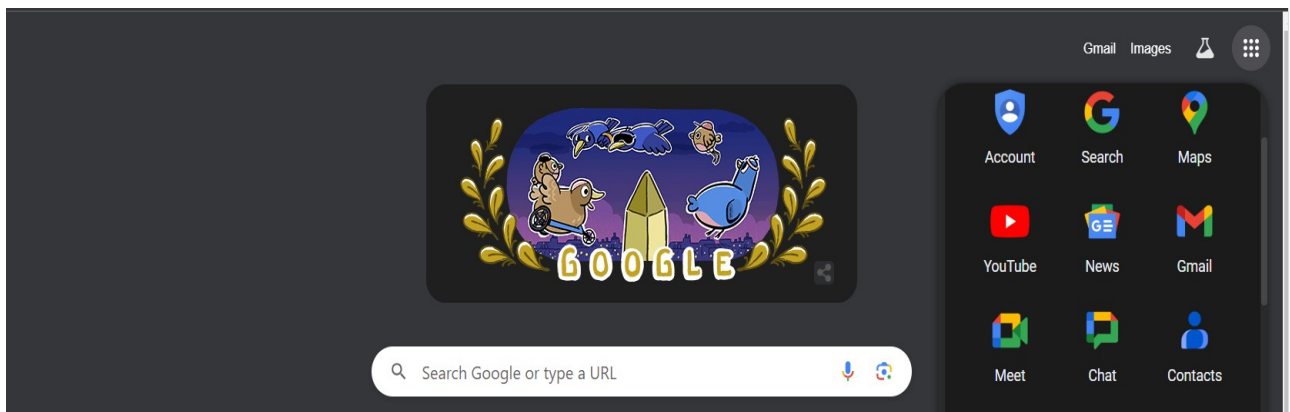 Gmail Images
Account Search Maps
YouTube News Gmail
GOOGLE
Search Google or type a URL
Meet Chat Contacts